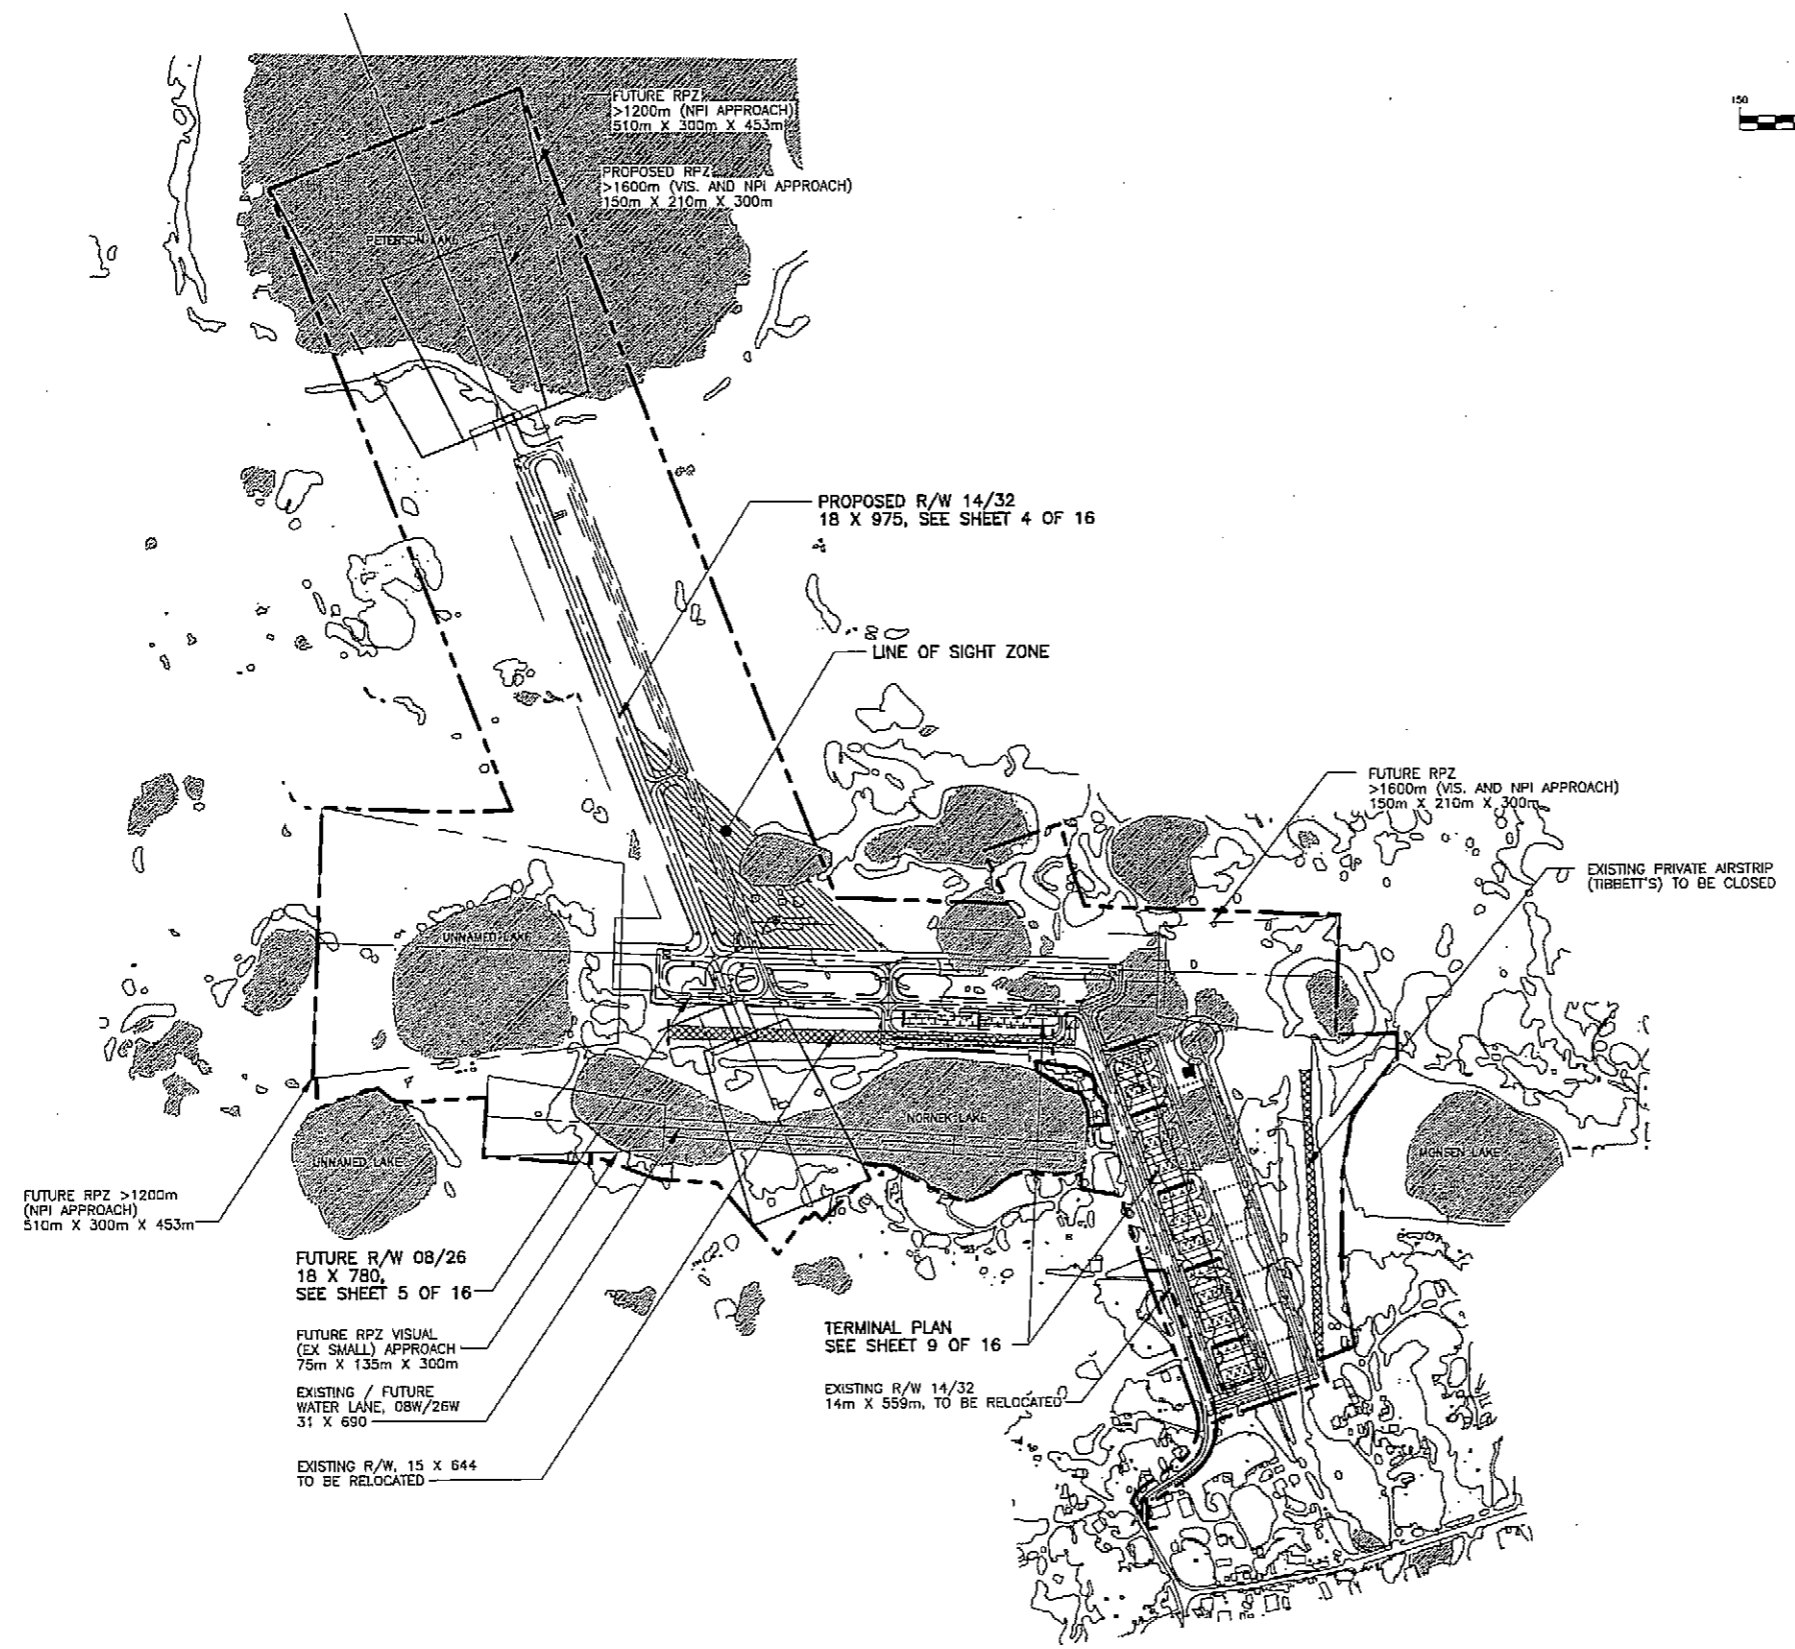 150
FUTURE RPZ
>1200m (NPI APPROACH)
510m X 300m X 453m
PROPOSED RPZ
>1600m (VIS. AND NPI APPROACH)
150m X 210m X 300m
PETERSON LAKE
PROPOSED R/W 14/32
18 X 975, SEE SHEET 4 OF 16
LINE OF SIGHT ZONE
FUTURE RPZ
>1600m (VIS. AND NPI APPROACH)
150m X 210m X 300m
EXISTING PRIVATE AIRSTRIP
(TIBBETT'S) TO BE CLOSED
UNNAMED LAKE
NORNEK LAKE
MONSEN LAKE
UNNAMED LAKE
FUTURE RPZ >1200m
(NPI APPROACH)
510m X 300m X 453m
FUTURE R/W 08/26
18 X 780,
SEE SHEET 5 OF 16
FUTURE RPZ VISUAL
(EX SMALL) APPROACH
75m X 135m X 300m
EXISTING / FUTURE
WATER LANE, 08W/26W
31 X 690
EXISTING R/W, 15 X 644
TO BE RELOCATED
TERMINAL PLAN
SEE SHEET 9 OF 16
EXISTING R/W 14/32
14m X 559m, TO BE RELOCATED